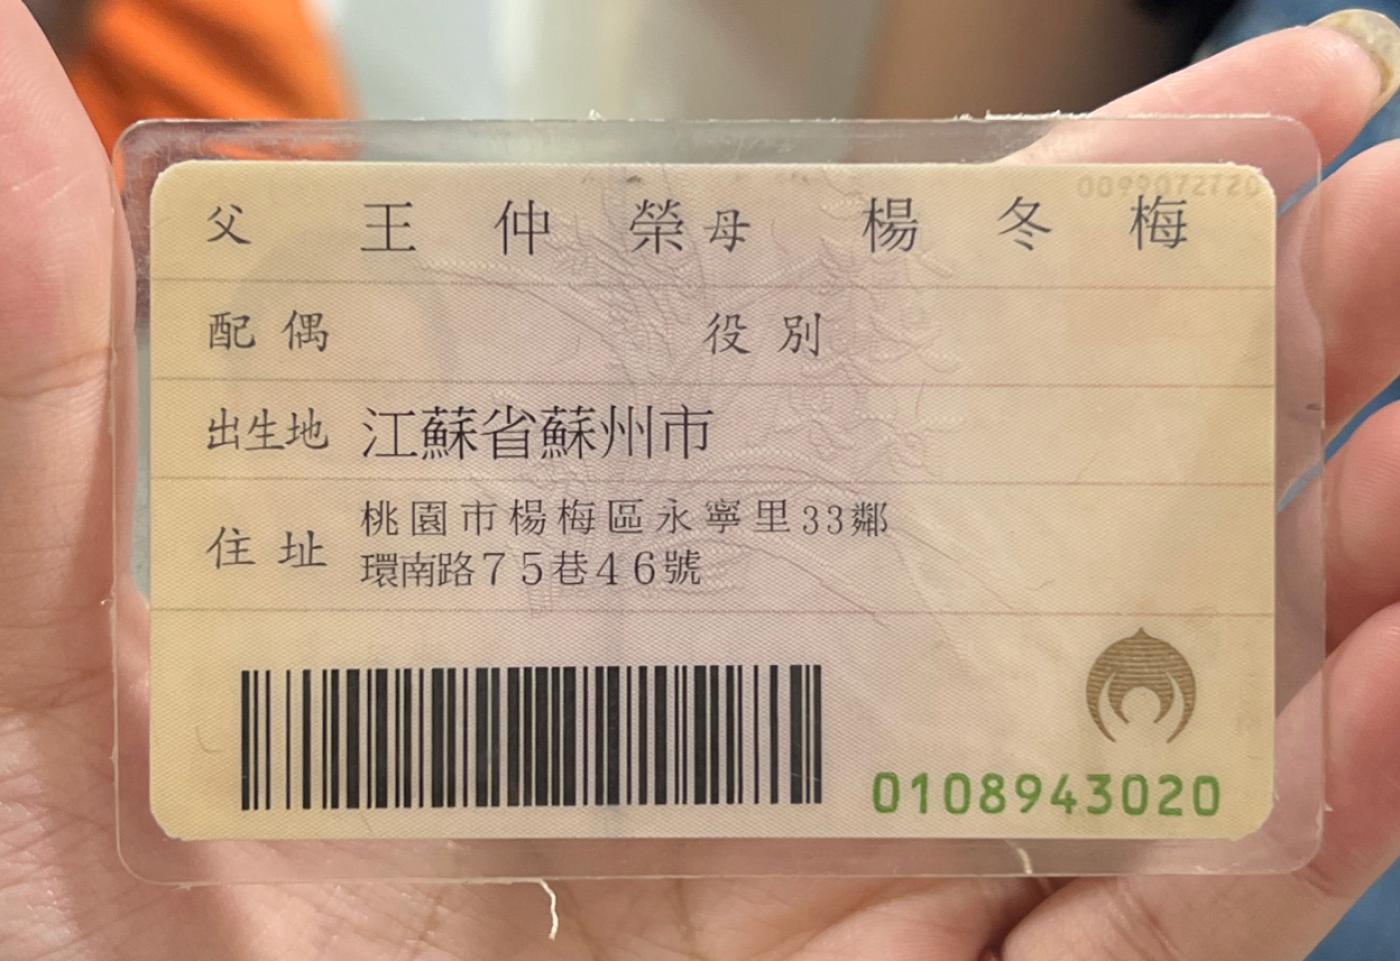 0099072720
父 王仲榮 母 楊冬梅
配偶 役別
出生地 江蘇省蘇州市
住址 桃園市楊梅區永寧里33鄰
環南路75巷46號
0108943020